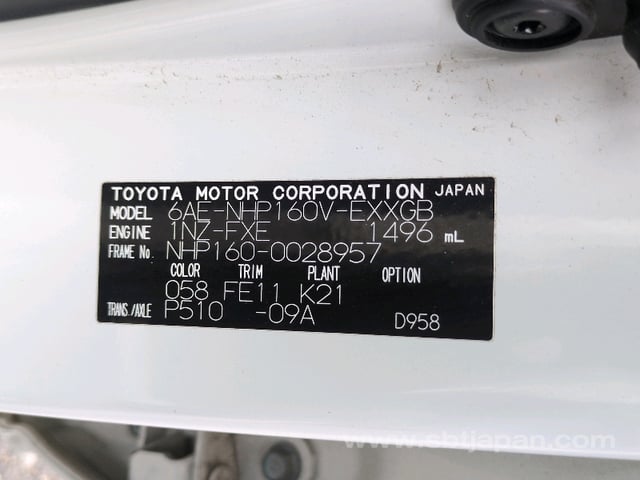 TOYOTA MOTOR CORPORATION JAPAN
MODEL 6AE-NHP160V-EXXGB
ENGINE 1NZ-FXE 1496 mL
FRAME No. NHP160-0028957
COLOR TRIM PLANT OPTION
058 FE11 K21
TRANS./AXLE P510 -09A D958
www.sbtjapan.com